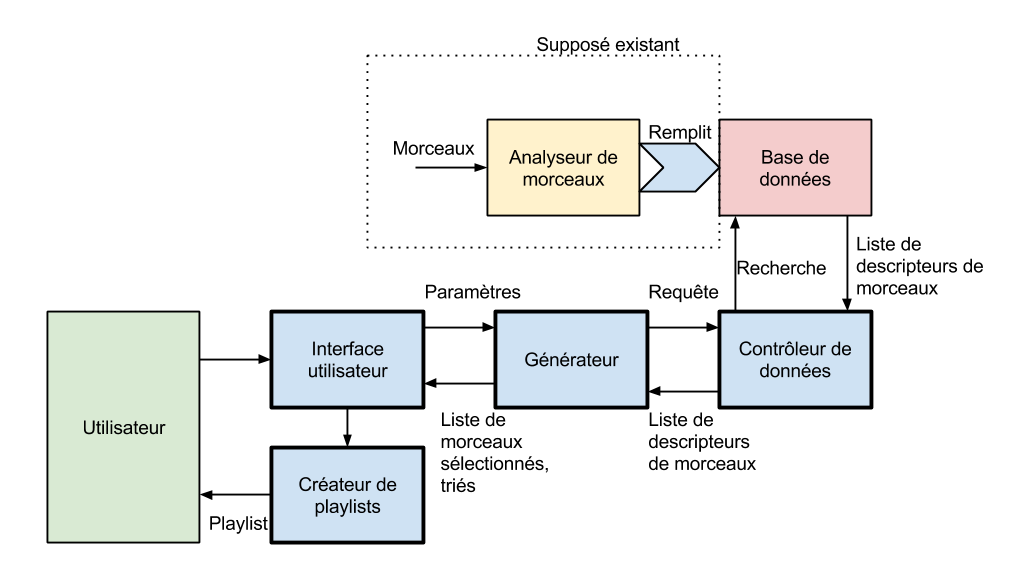 Supposé existant
Morceaux
Analyseur de
morceaux
Remplit
Base de
données
Recherche
Liste de
descripteurs de
morceaux
Paramètres
Requête
Utilisateur
Interface
utilisateur
Générateur
Contrôleur de
données
Liste de
morceaux
sélectionnés,
triés
Liste de
descripteurs
de morceaux
Créateur de
playlists
Playlist